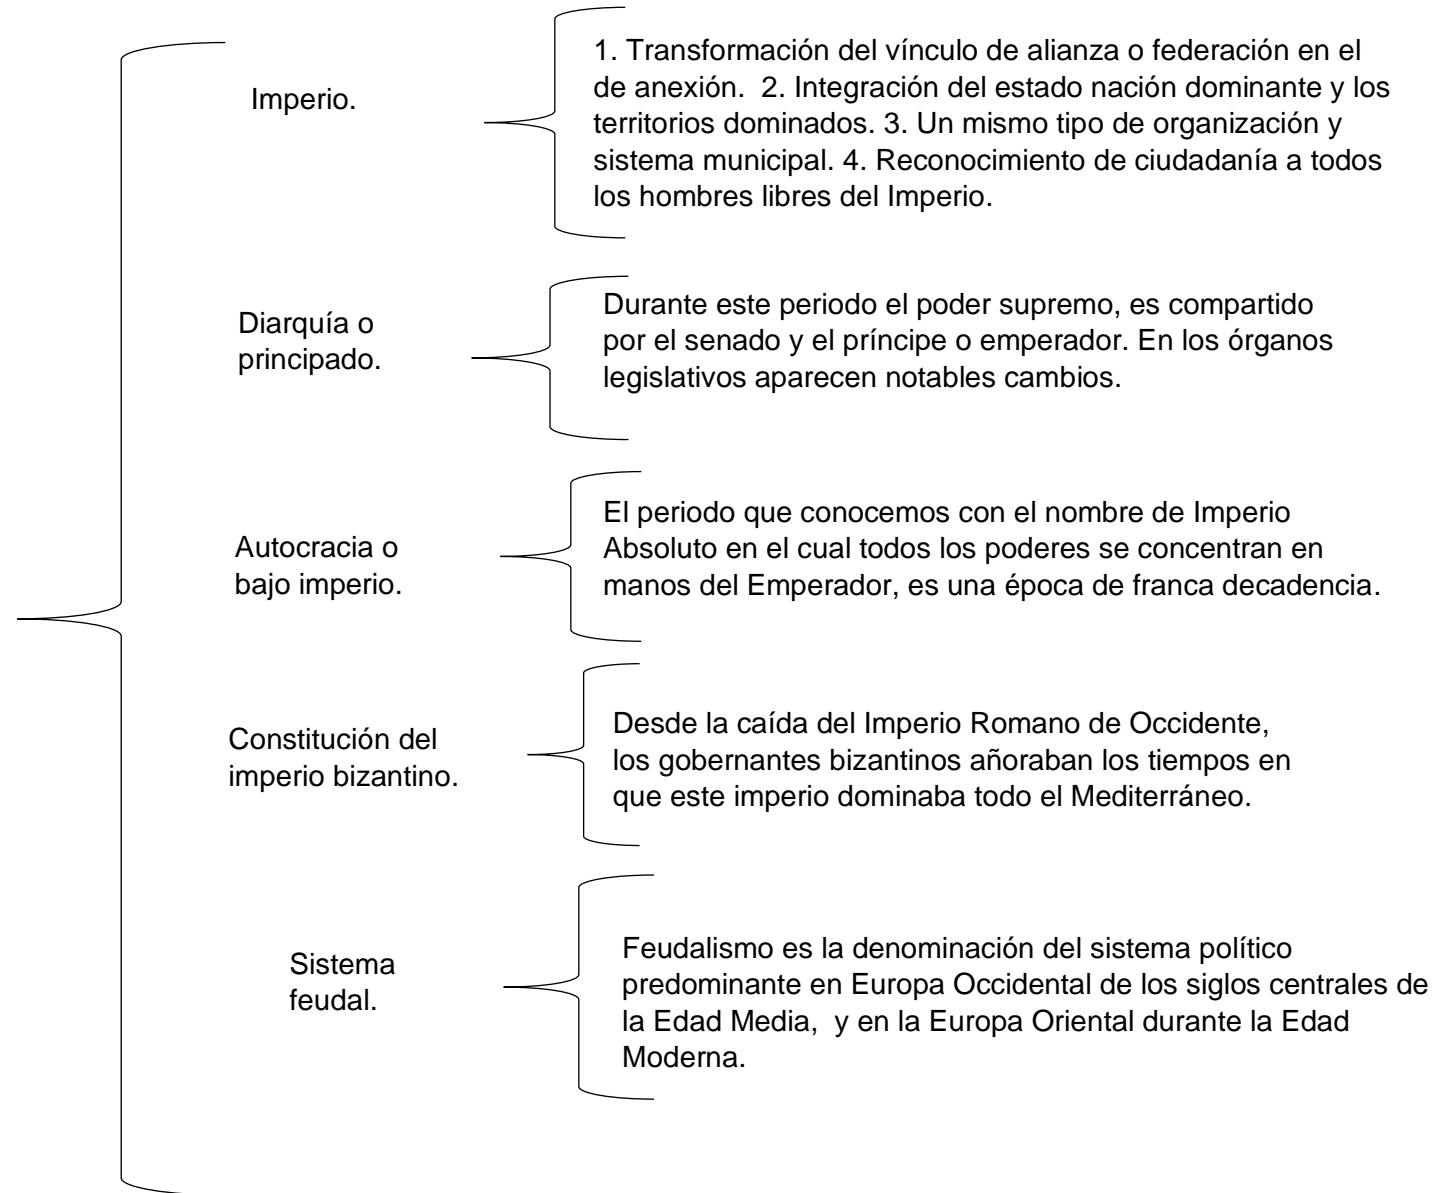 Imperio.
1. Transformación del vínculo de alianza o federación en el
de anexión.  2. Integración del estado nación dominante y los
territorios dominados. 3. Un mismo tipo de organización y
sistema municipal. 4. Reconocimiento de ciudadanía a todos
los hombres libres del Imperio.
Diarquía o
principado.
Durante este periodo el poder supremo, es compartido
por el senado y el príncipe o emperador. En los órganos
legislativos aparecen notables cambios.
Autocracia o
bajo imperio.
El periodo que conocemos con el nombre de Imperio
Absoluto en el cual todos los poderes se concentran en
manos del Emperador, es una época de franca decadencia.
Constitución del
imperio bizantino.
Desde la caída del Imperio Romano de Occidente,
los gobernantes bizantinos añoraban los tiempos en
que este imperio dominaba todo el Mediterráneo.
Sistema
feudal.
Feudalismo es la denominación del sistema político
predominante en Europa Occidental de los siglos centrales de
la Edad Media,  y en la Europa Oriental durante la Edad
Moderna.